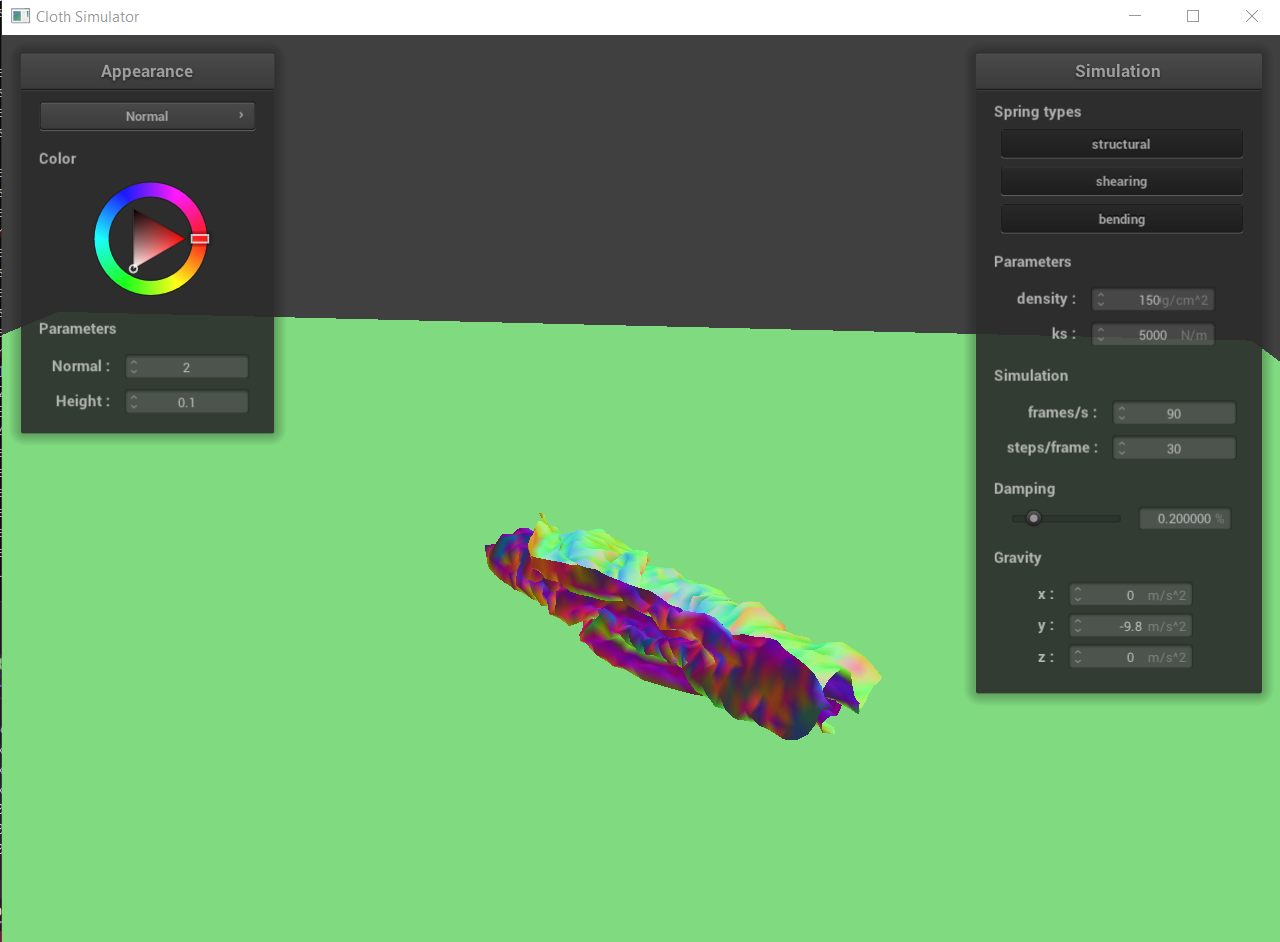 Cloth Simulator
Appearance
Normal
Color
Parameters
Normal : 2
Height : 0.1
Simulation
Spring types
structural
shearing
bending
Parameters
density : 150 g/cm^2
ks : 5000 N/m
Simulation
frames/s : 90
steps/frame : 30
Damping
0.200000 %
Gravity
x : 0 m/s^2
y : -9.8 m/s^2
z : 0 m/s^2